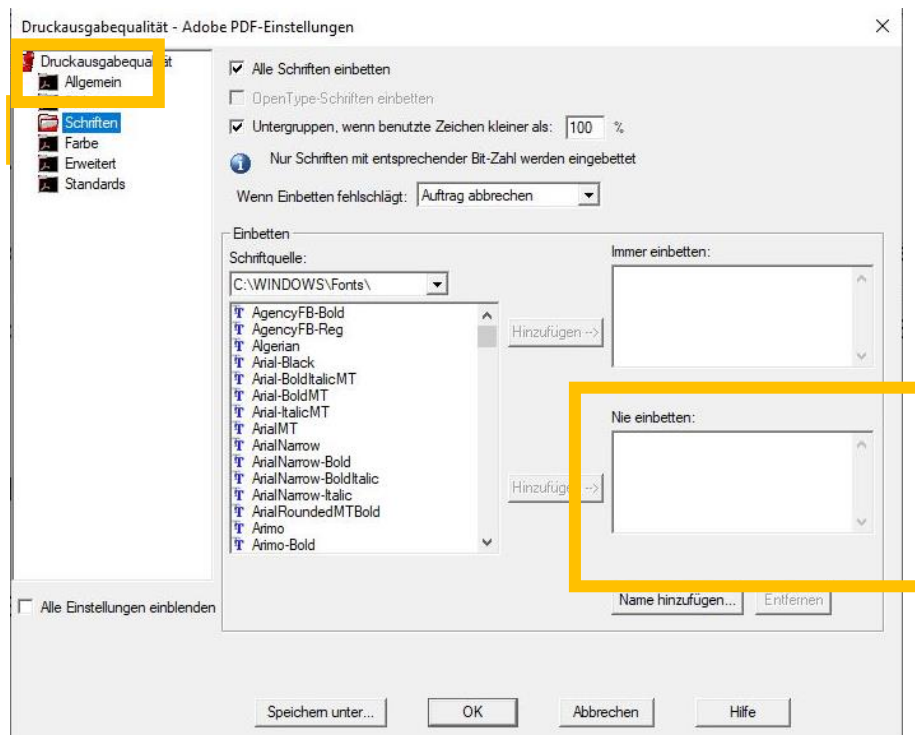 Druckausgabequalität - Adobe PDF-Einstellungen
Druckausgabequalität
Allgemein
Schriften
Farbe
Erweitert
Standards
Alle Einstellungen einblenden
Alle Schriften einbetten
OpenType-Schriften einbetten
Untergruppen, wenn benutzte Zeichen kleiner als: 100 %
Nur Schriften mit entsprechender Bit-Zahl werden eingebettet
Wenn Einbetten fehlschlägt: Auftrag abbrechen
Einbetten
Schriftquelle:
C:\WINDOWS\Fonts\
AgencyFB-Bold
AgencyFB-Reg
Algerian
Arial-Black
Arial-BoldItalicMT
Arial-BoldMT
Arial-ItalicMT
ArialMT
ArialNarrow
ArialNarrow-Bold
ArialNarrow-BoldItalic
ArialNarrow-Italic
ArialRoundedMTBold
Arimo
Arimo-Bold
Hinzufügen -->
Hinzufügen -->
Immer einbetten:
Nie einbetten:
Name hinzufügen...
Entfernen
Speichern unter...
OK
Abbrechen
Hilfe